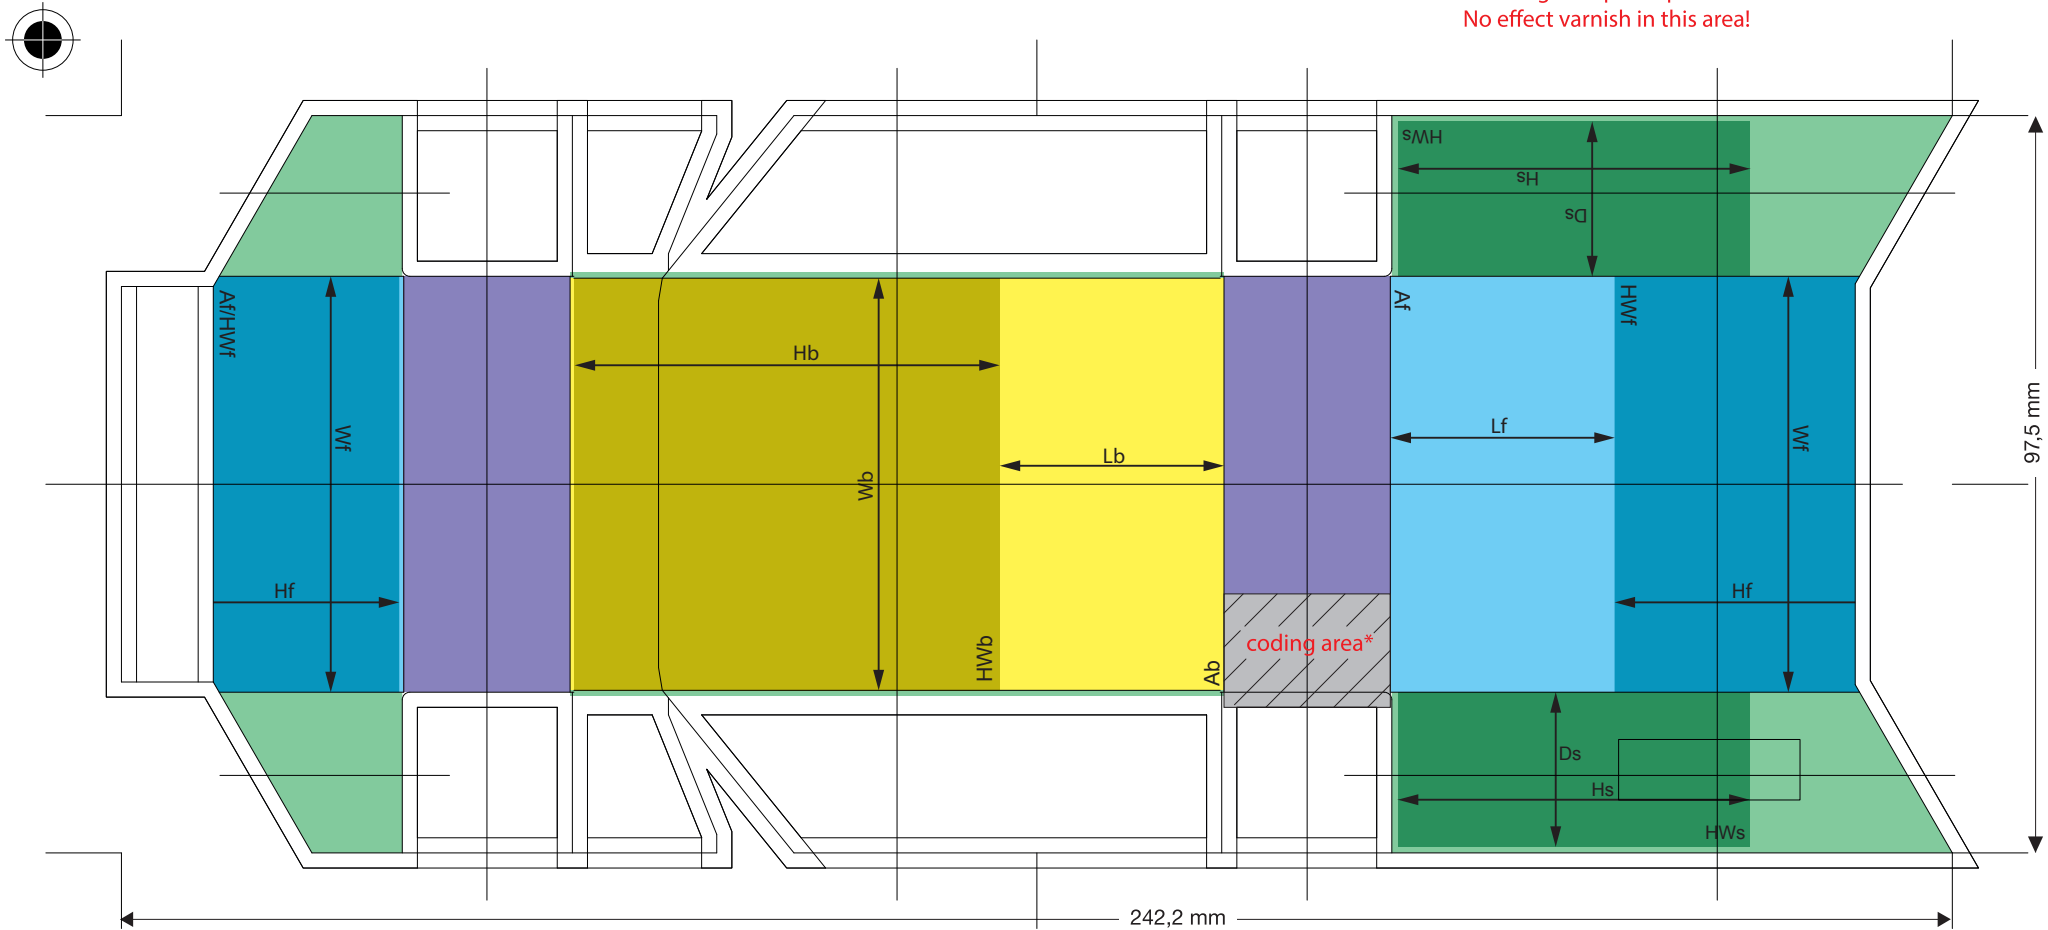 No effect varnish in this area!
HWs
Hs
Ds
Af/HWf
Af
HWf
Hb
Wf
Lf
Wf
Lb
Wb
97,5 mm
Hf
Hf
HWb
coding area*
Ab
Ds
Hs
HWs
242,2 mm